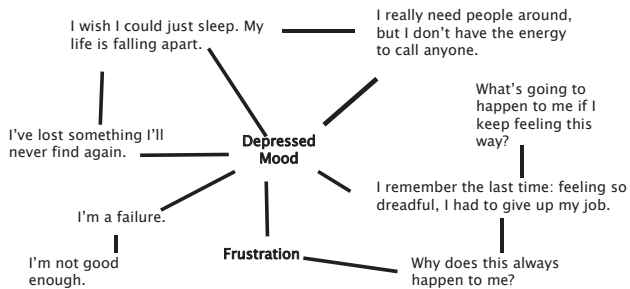 I wish I could just sleep. My
life is falling apart.
I really need people around,
but I don't have the energy
to call anyone.
What's going to
happen to me if I
keep feeling this
way?
I've lost something I'll
never find again.
Depressed
Mood
I remember the last time: feeling so
dreadful, I had to give up my job.
I'm a failure.
I'm not good
enough.
Frustration
Why does this always
happen to me?